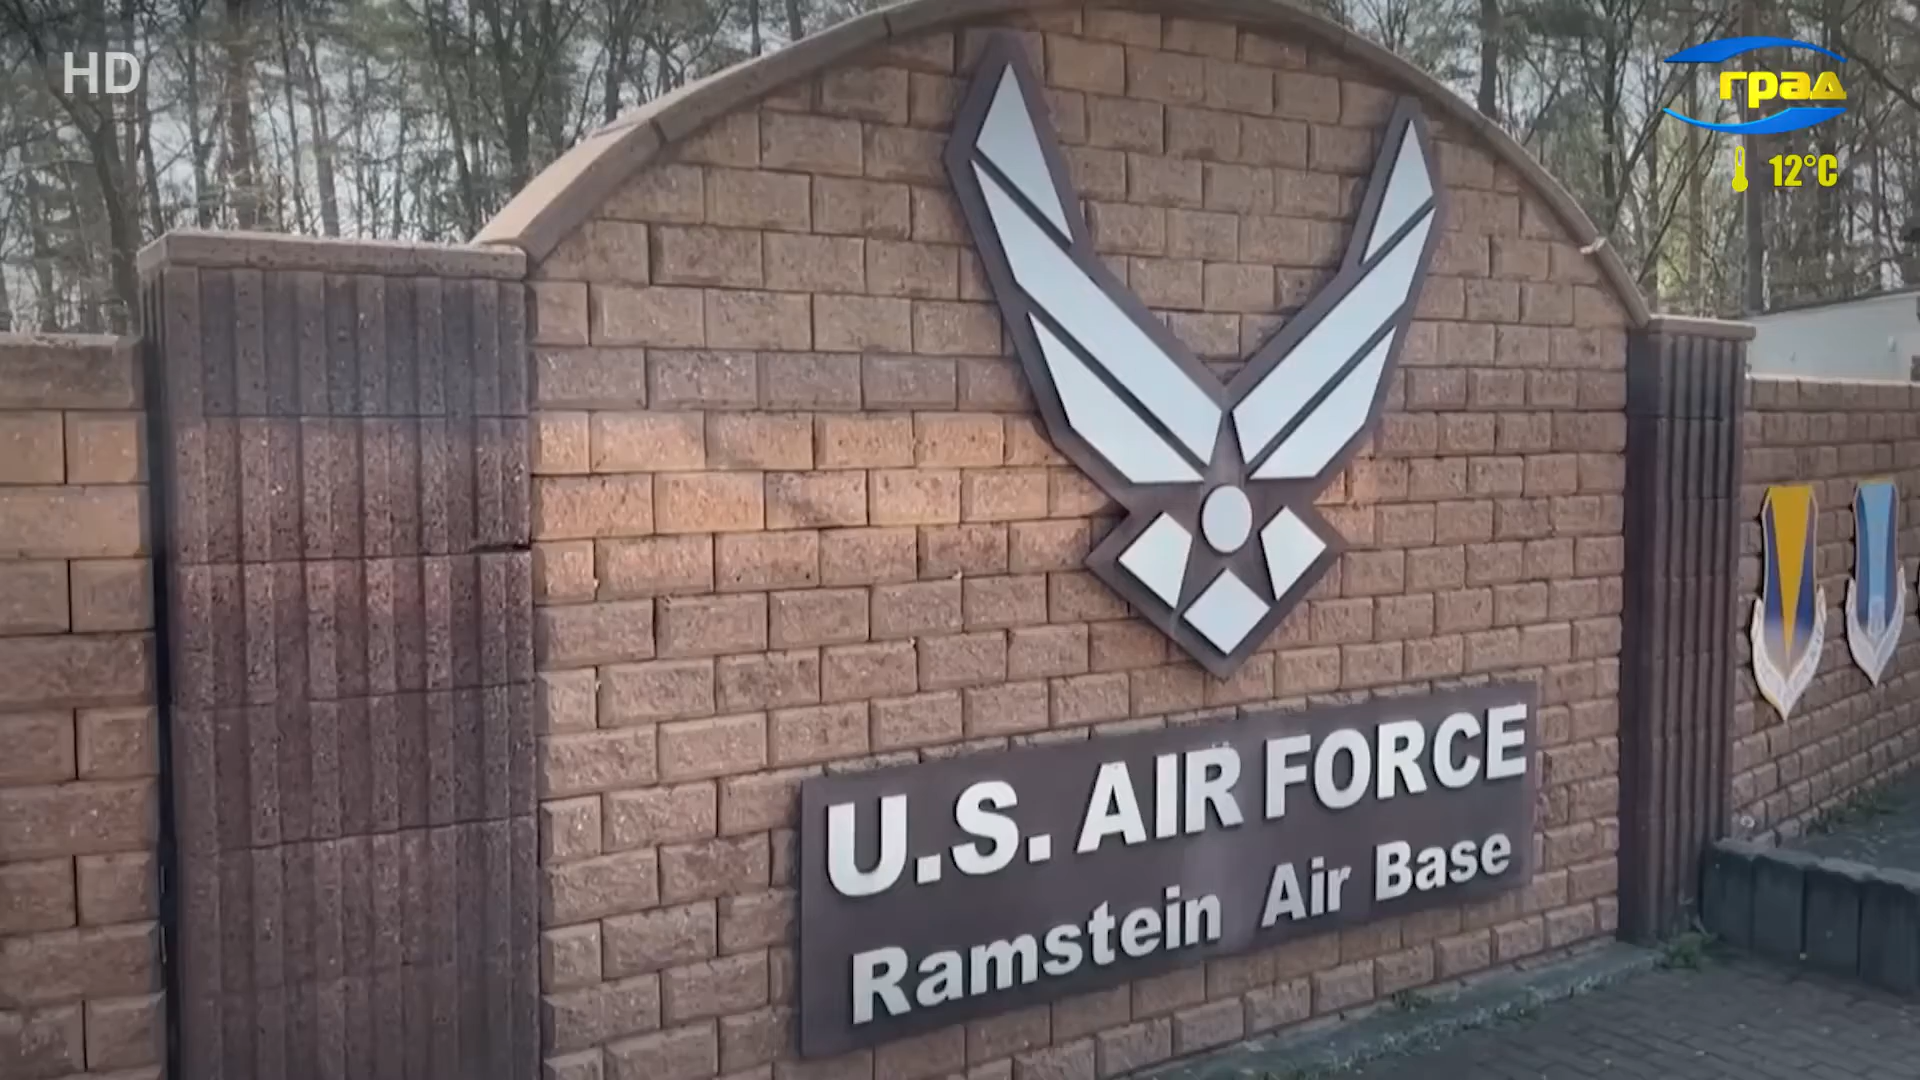 HD
град
12°C
U.S. AIR FORCE
Ramstein Air Base